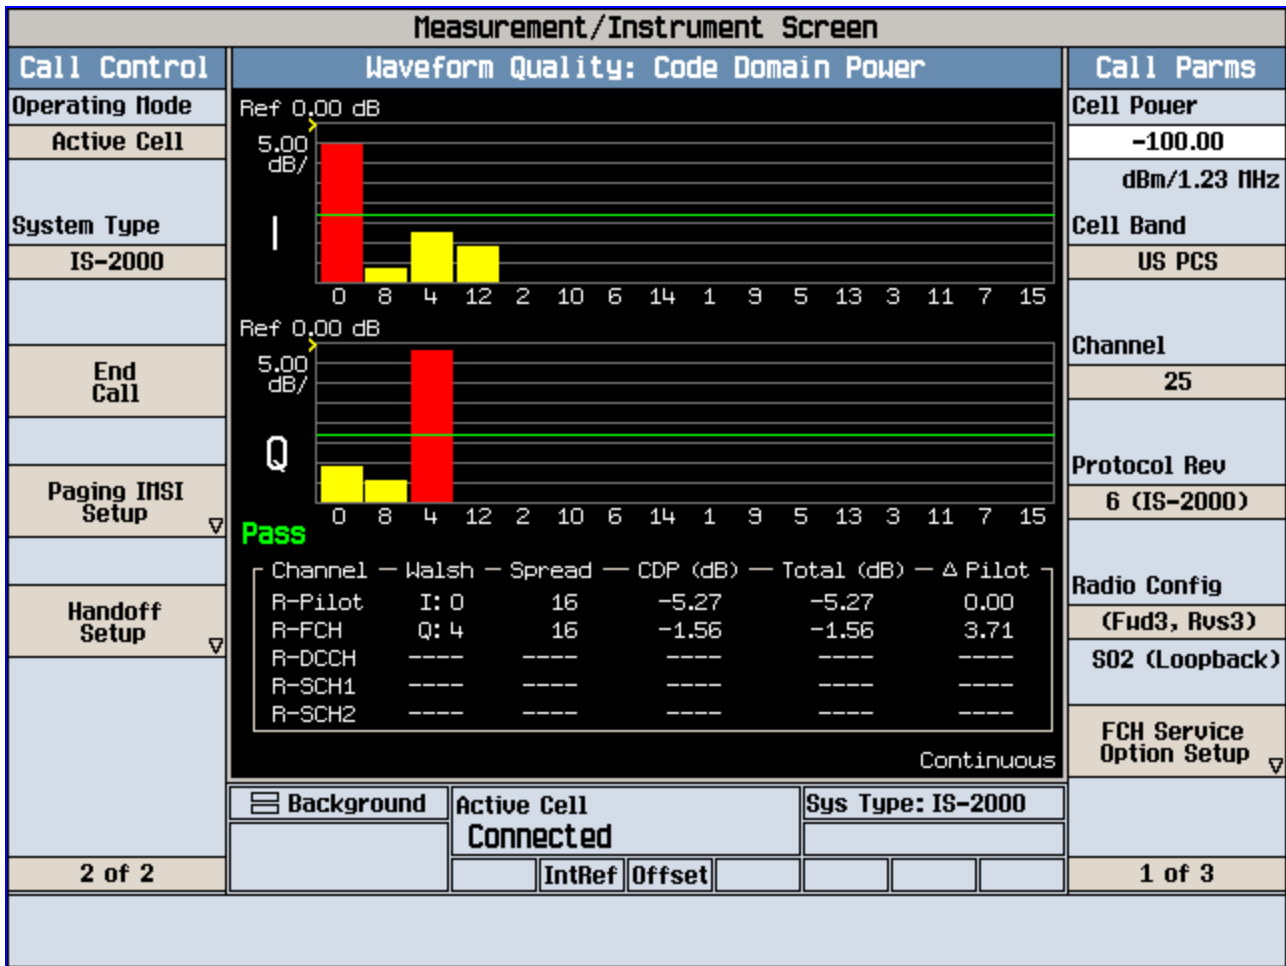 Measurement/Instrument Screen
Call Control
Operating Mode
Active Cell
System Type
IS-2000
End
Call
Paging IMSI
Setup
Handoff
Setup
2 of 2
Waveform Quality: Code Domain Power
Ref 0.00 dB
5.00
dB/
I
0 8 4 12 2 10 6 14 1 9 5 13 3 11 7 15
Ref 0.00 dB
5.00
dB/
Q
0 8 4 12 2 10 6 14 1 9 5 13 3 11 7 15
Pass
Channel — Walsh — Spread — CDP (dB) — Total (dB) — Δ Pilot
R-Pilot I: 0 16 -5.27 -5.27 0.00
R-FCH Q: 4 16 -1.56 -1.56 3.71
R-DCCH ---- ---- ---- ---- ----
R-SCH1 ---- ---- ---- ---- ----
R-SCH2 ---- ---- ---- ---- ----
Continuous
Background
Active Cell
Connected
Sys Type: IS-2000
IntRef Offset
Call Parms
Cell Power
-100.00
dBm/1.23 MHz
Cell Band
US PCS
Channel
25
Protocol Rev
6 (IS-2000)
Radio Config
(Fwd3, Rvs3)
SO2 (Loopback)
FCH Service
Option Setup
1 of 3